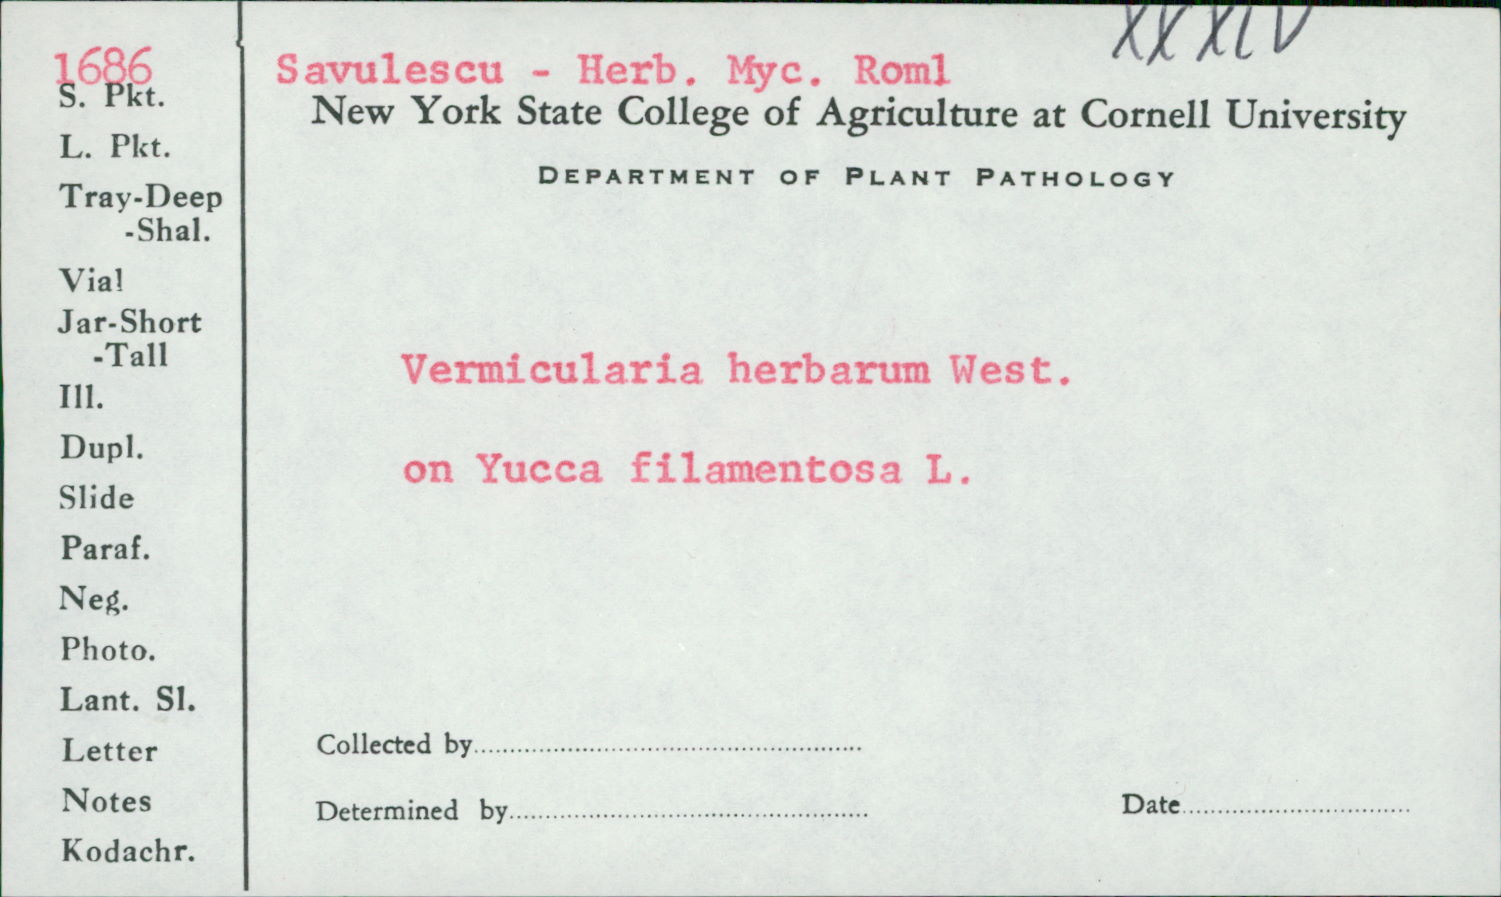 XXXIV
1686
Savulescu - Herb. Myc. Roml
S. Pkt.
New York State College of Agriculture at Cornell University
L. Pkt.
DEPARTMENT OF PLANT PATHOLOGY
Tray-Deep
-Shal.
Vial
Jar-Short
-Tall
Ill.
Dupl.
Slide
Paraf.
Neg.
Photo.
Lant. Sl.
Letter
Notes
Kodachr.
Vermicularia herbarum West.
on Yucca filamentosa L.
Collected by
Determined by
Date